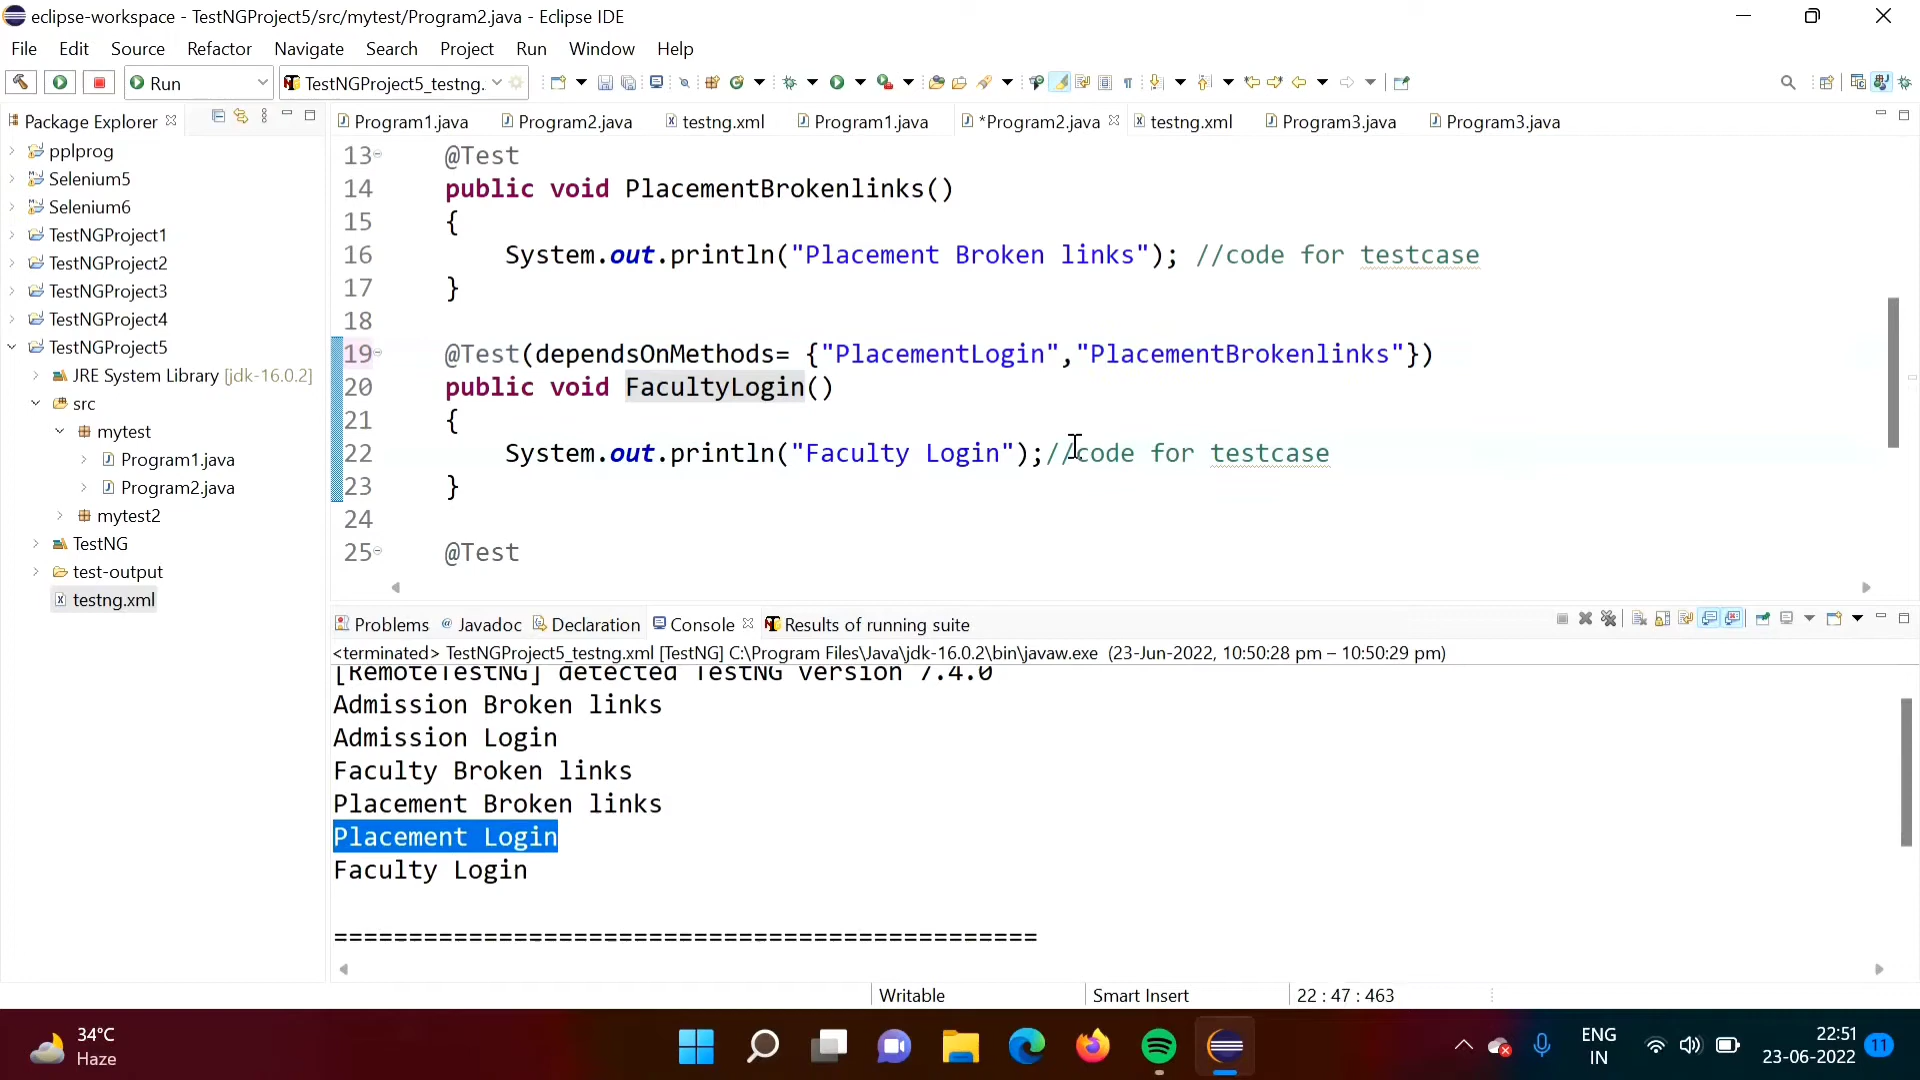 eclipse-workspace - TestNGProject5/src/mytest/Program2.java - Eclipse IDE
File Edit Source Refactor Navigate Search Project Run Window Help
Run TestNGProject5_testng.
Package Explorer
Program1.java Program2.java testng.xml Program1.java *Program2.java testng.xml Program3.java Program3.java
pplprog
Selenium5
Selenium6
TestNGProject1
TestNGProject2
TestNGProject3
TestNGProject4
TestNGProject5
JRE System Library [jdk-16.0.2]
src
mytest
Program1.java
Program2.java
mytest2
TestNG
test-output
testng.xml
13 @Test
14 public void PlacementBrokenlinks()
15 {
16 System.out.println("Placement Broken links"); //code for testcase
17 }
18
19 @Test(dependsOnMethods= {"PlacementLogin","PlacementBrokenlinks"})
20 public void FacultyLogin()
21 {
22 System.out.println("Faculty Login");//code for testcase
23 }
24
25 @Test
Problems Javadoc Declaration Console Results of running suite
<terminated> TestNGProject5_testng.xml [TestNG] C:\Program Files\Java\jdk-16.0.2\bin\javaw.exe (23-Jun-2022, 10:50:28 pm – 10:50:29 pm)
[RemoteTestNG] detected TestNG version 7.4.0
Admission Broken links
Admission Login
Faculty Broken links
Placement Broken links
Placement Login
Faculty Login
===============================================
Writable Smart Insert 22 : 47 : 463
34°C
Haze
ENG
IN
22:51
23-06-2022
11